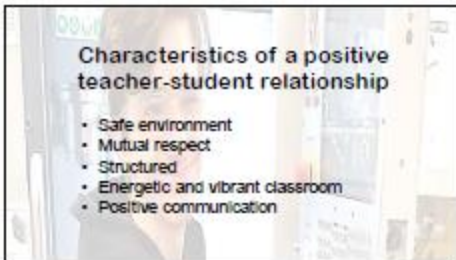 Characteristics of a positive
teacher-student relationship
• Safe environment
• Mutual respect
• Structured
• Energetic and vibrant classroom
• Positive communication